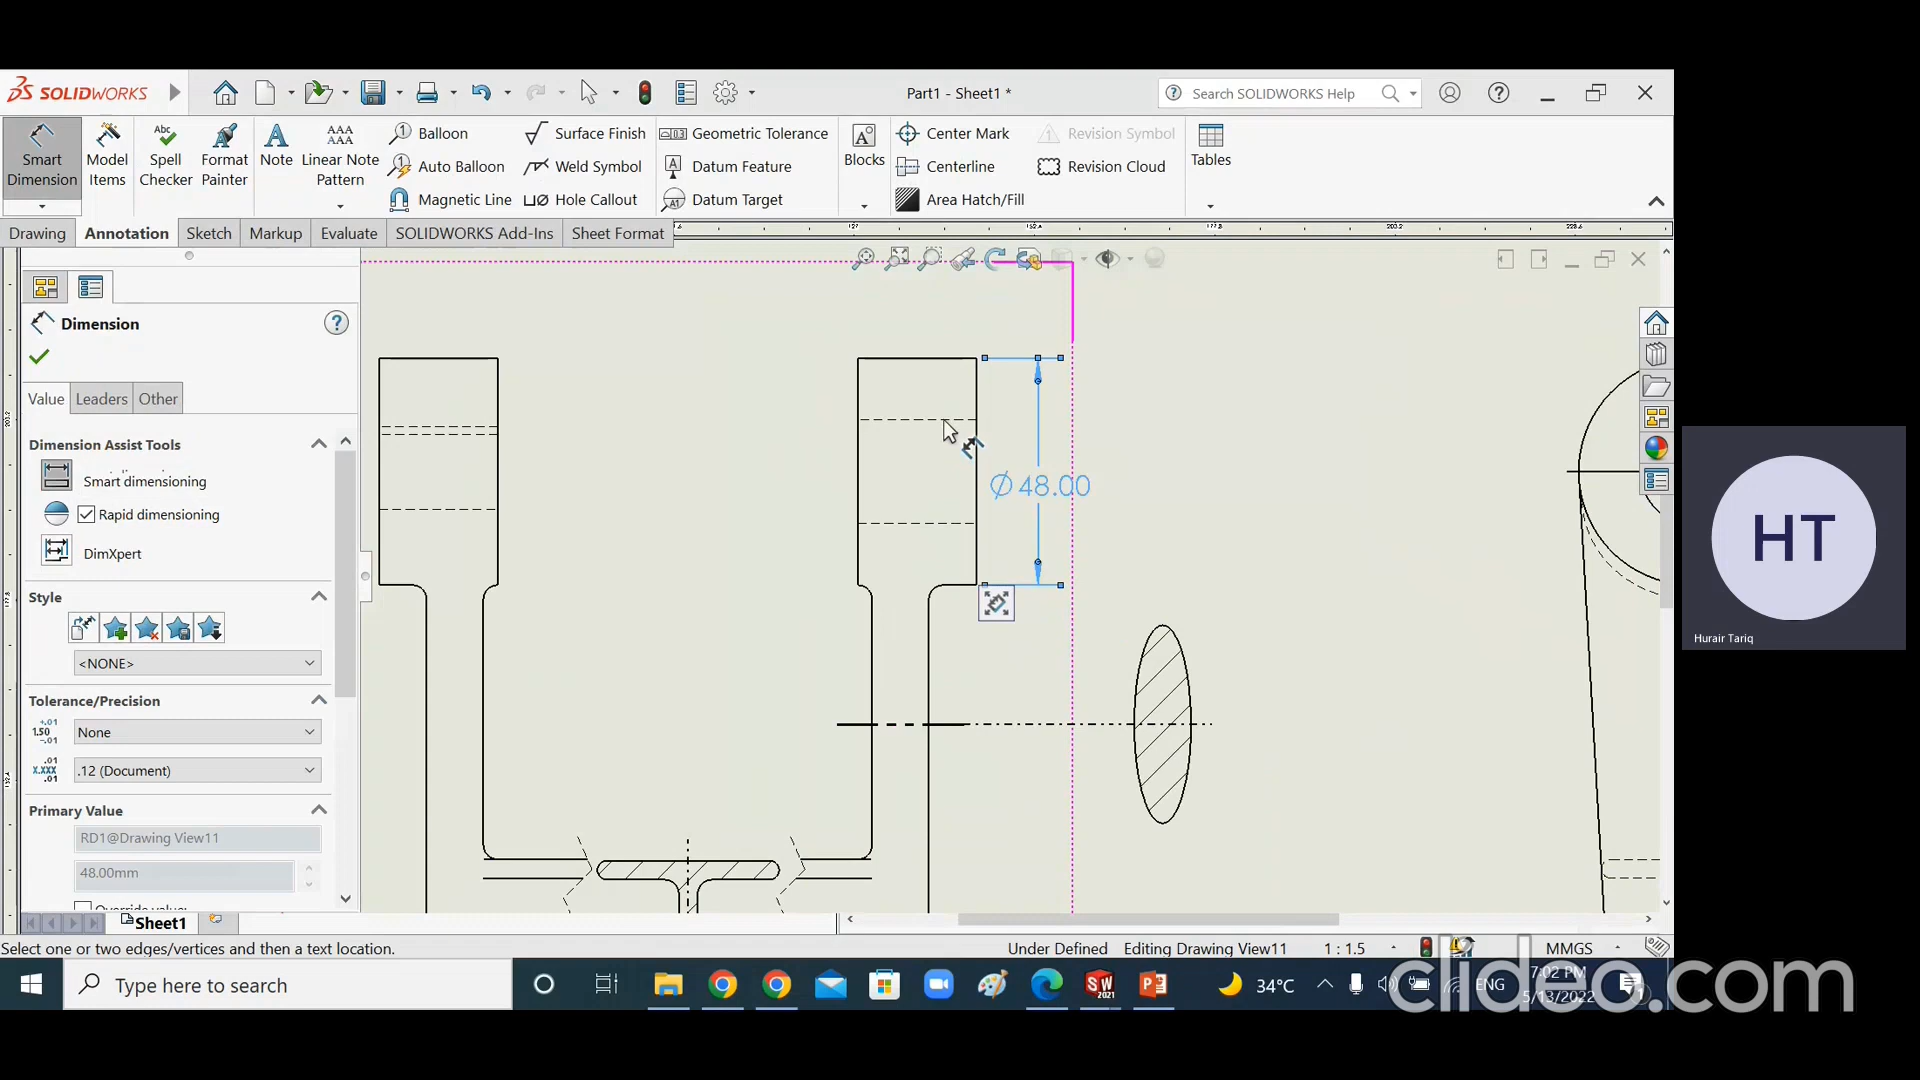 SOLIDWORKS
Part1 - Sheet1 *
Search SOLIDWORKS Help
Smart Dimension
Model Items
Spell Checker
Format Painter
Note
Linear Note Pattern
Balloon
Auto Balloon
Magnetic Line
Surface Finish
Weld Symbol
Hole Callout
Geometric Tolerance
Datum Feature
Datum Target
Blocks
Center Mark
Centerline
Area Hatch/Fill
Revision Symbol
Revision Cloud
Tables
Drawing
Annotation
Sketch
Markup
Evaluate
SOLIDWORKS Add-Ins
Sheet Format
Dimension
Value
Leaders
Other
Dimension Assist Tools
Smart dimensioning
Rapid dimensioning
DimXpert
Style
<NONE>
Tolerance/Precision
None
.12 (Document)
Primary Value
RD1@Drawing View11
48.00mm
Override value:
∅48.00
HT
Hurair Tariq
Sheet1
Select one or two edges/vertices and then a text location.
Under Defined
Editing Drawing View11
1 : 1.5
MMGS
Type here to search
34°C
ENG
7:02 PM
5/13/2022
clideo.com